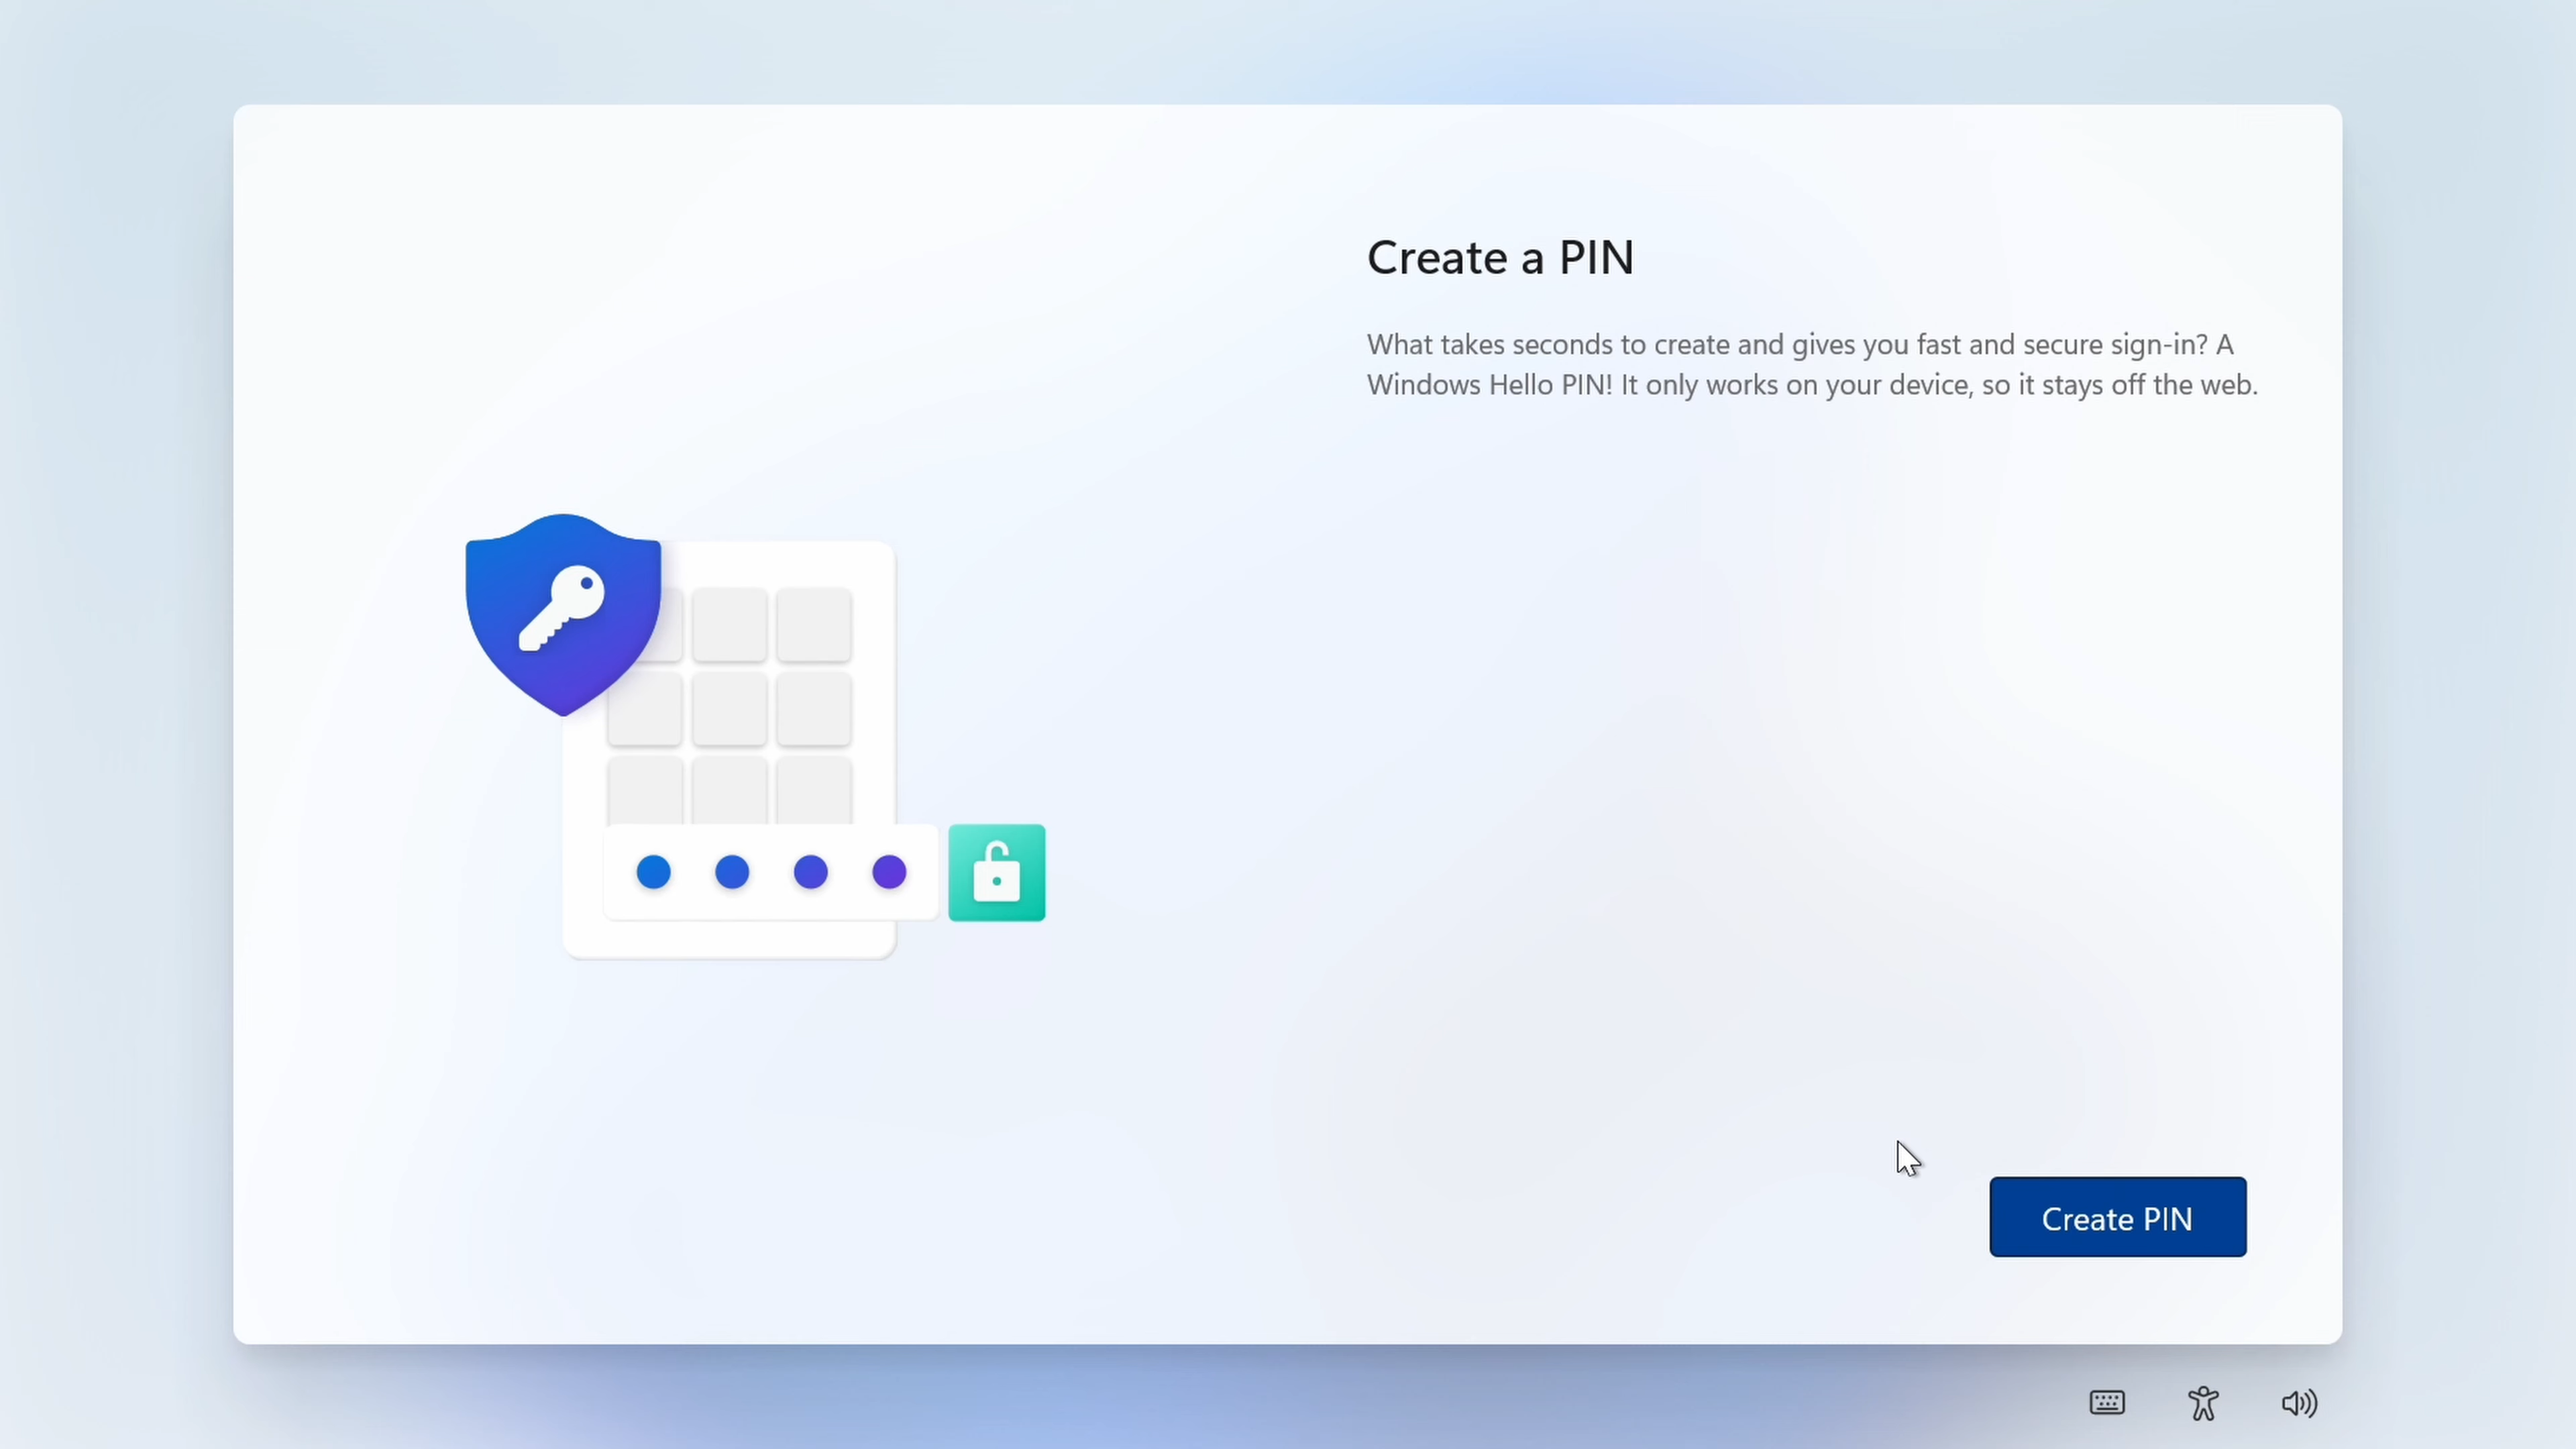 Create a PIN
What takes seconds to create and gives you fast and secure sign-in? A
Windows Hello PIN! It only works on your device, so it stays off the web.
Create PIN